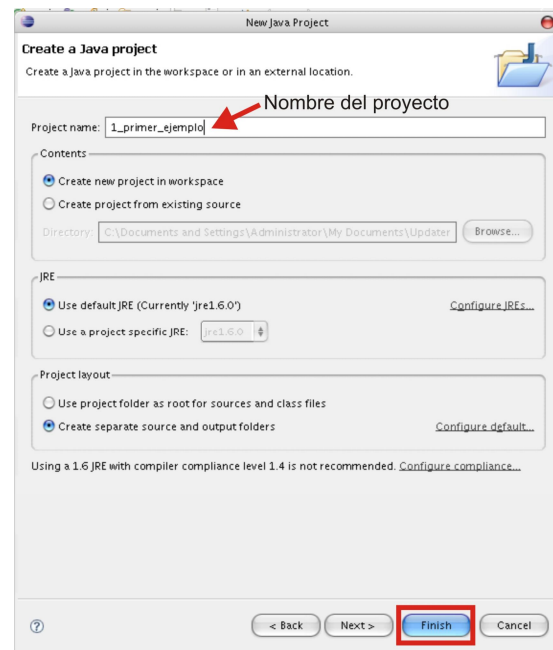 New Java Project
Create a Java project
Create a Java project in the workspace or in an external location.
Nombre del proyecto
Project name: 1_primer_ejemplo
Contents
Create new project in workspace
Create project from existing source
Directory: C:\Documents and Settings\Administrator\My Documents\Updater Browse...
JRE
Use default JRE (Currently 'jre1.6.0') Configure JREs...
Use a project specific JRE: jre1.6.0
Project layout
Use project folder as root for sources and class files
Create separate source and output folders Configure default...
Using a 1.6 JRE with compiler compliance level 1.4 is not recommended. Configure compliance...
? < Back Next > Finish Cancel